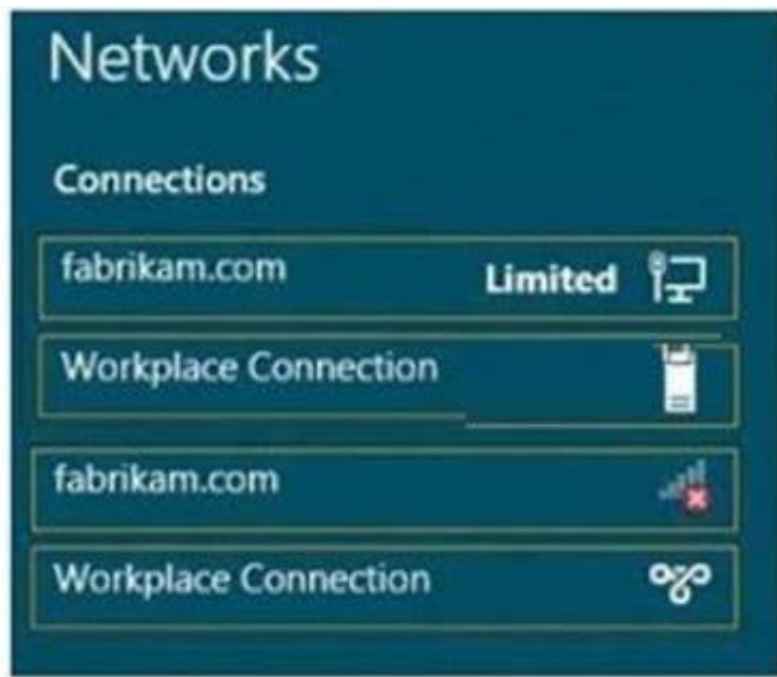 Networks
Connections
fabrikam.com Limited
Workplace Connection
fabrikam.com
Workplace Connection